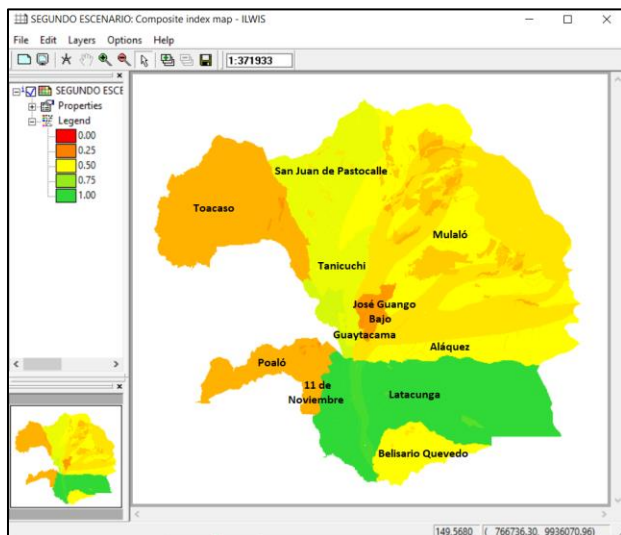 SEGUNDO ESCENARIO: Composite index map - ILWIS
File Edit Layers Options Help
1:371933
SEGUNDO ESCE
Properties
Legend
0.00
0.25
0.50
0.75
1.00
San Juan de Pastocalle
Toacaso
Mulaló
Tanicuchi
José Guango
Bajo
Guaytacama
Aláquez
Poaló
11 de
Noviembre
Latacunga
Belisario Quevedo
149.5680 ( 766736.30, 9936070.96)